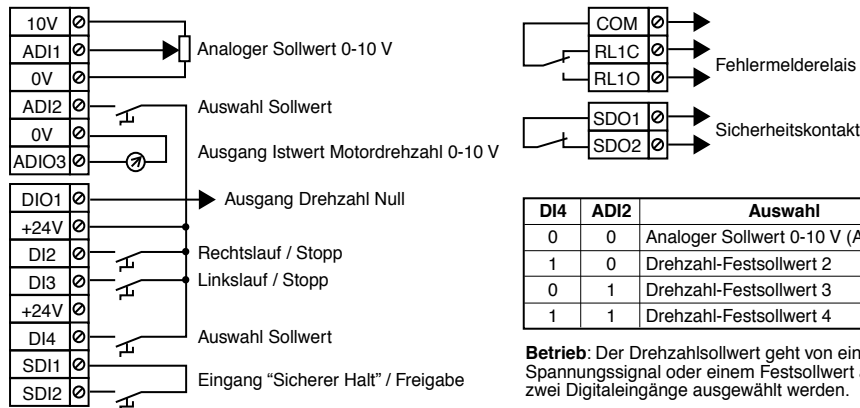 10V
ADI1
0V
ADI2
0V
ADIO3
Analoger Sollwert 0-10 V
Auswahl Sollwert
Ausgang Istwert Motordrehzahl 0-10 V
DIO1
+24V
DI2
DI3
+24V
DI4
SDI1
SDI2
Ausgang Drehzahl Null
Rechtslauf / Stopp
Linkslauf / Stopp
Auswahl Sollwert
Eingang “Sicherer Halt” / Freigabe
COM
RL1C
RL1O
Fehlermelderelais
SDO1
SDO2
Sicherheitskontakt
DI4 ADI2 Auswahl
0 0 Analoger Sollwert 0-10 V
1 0 Drehzahl-Festsollwert 2
0 1 Drehzahl-Festsollwert 3
1 1 Drehzahl-Festsollwert 4
Betrieb: Der Drehzahlsollwert geht von
Spannungssignal oder einem Festsollwert
zwei Digitaleingänge ausgewählt werden.